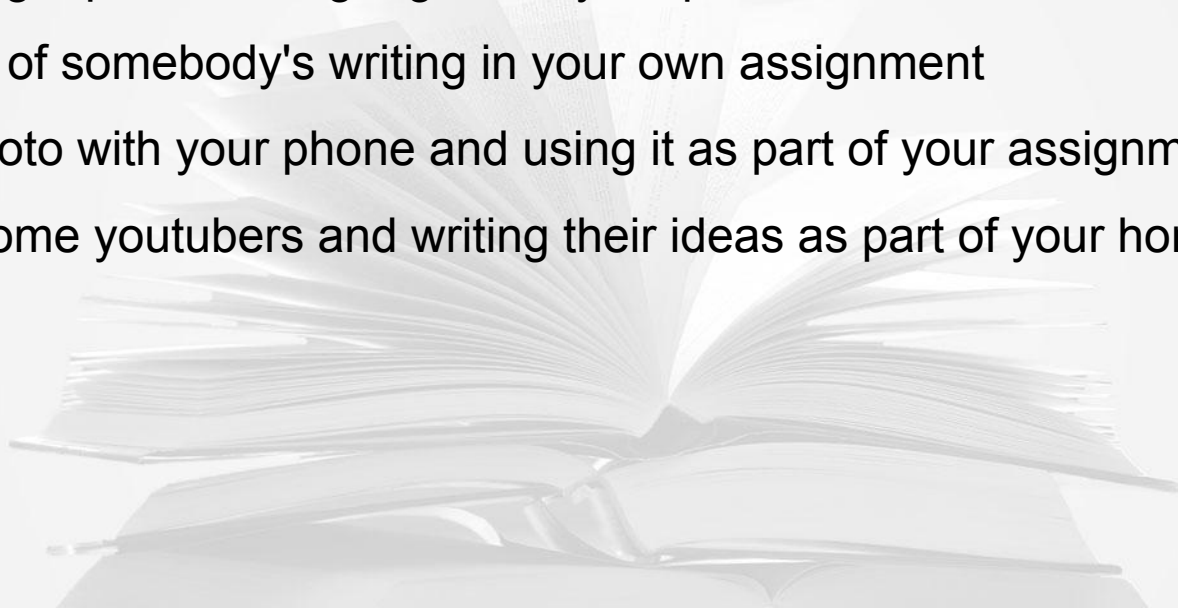 of somebody's writing in your own assignment
oto with your phone and using it as part of your assignm
ome youtubers and writing their ideas as part of your hor